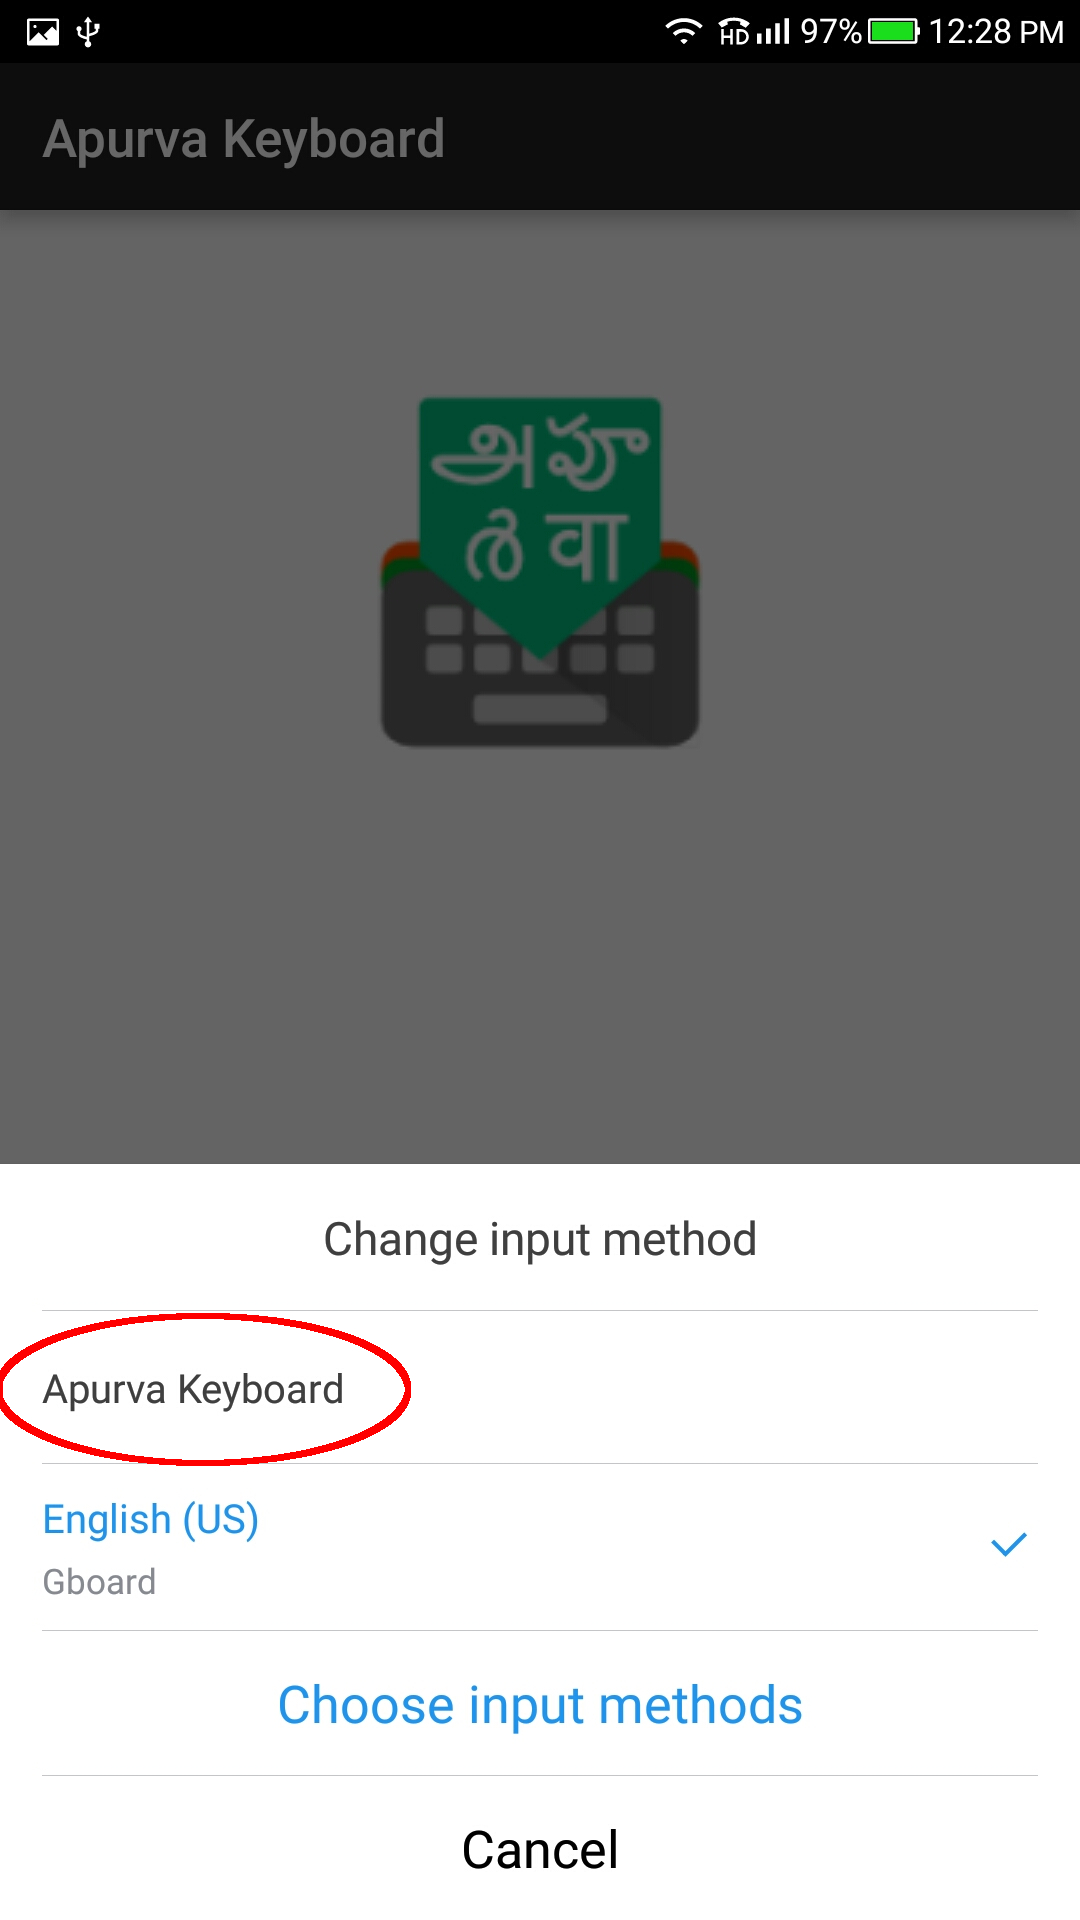 HD 97% 12:28 PM
Apurva Keyboard
அ పూ
ർ वा
Change input method
Apurva Keyboard
English (US)
Gboard
Choose input methods
Cancel